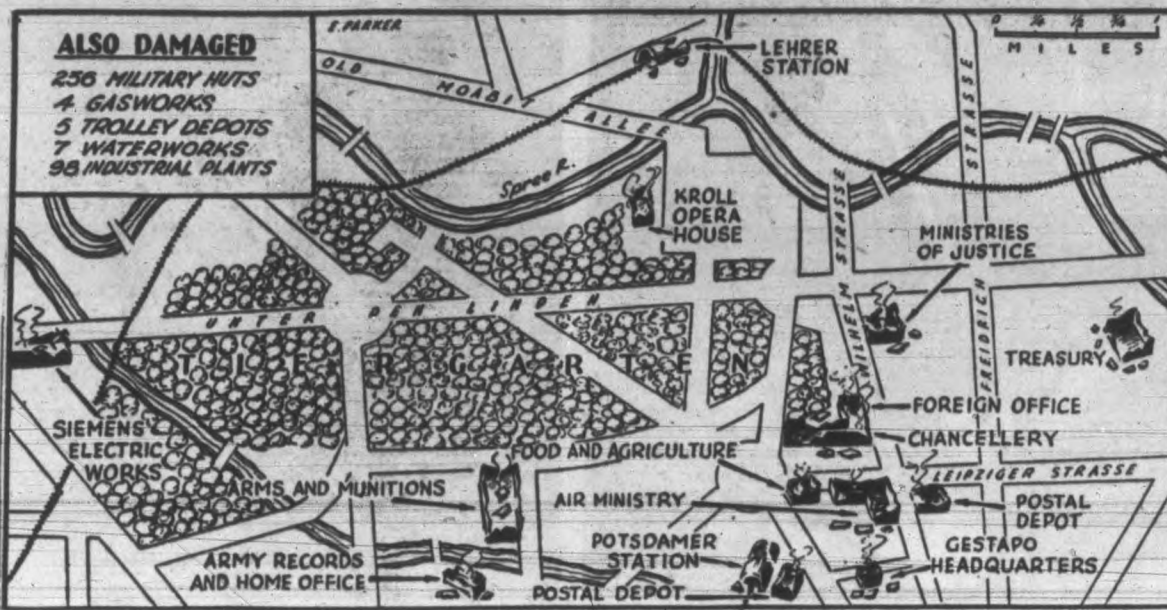 ALSO DAMAGED
256 MILITARY HUTS
4 GASWORKS
5 TROLLEY DEPOTS
7 WATERWORKS
98 INDUSTRIAL PLANTS
E. PARKER
OLD MOABIT ALLEE
LEHRER
STATION
0 ¼ ½ ¾ 1
MILES
Spree R.
KROLL
OPERA
HOUSE
WILHELM STRASSE
FREIDRICH STRASSE
MINISTRIES
OF JUSTICE
UNTER DEN LINDEN
TIERGARTEN
TREASURY
SIEMENS'
ELECTRIC
WORKS
FOREIGN OFFICE
CHANCELLERY
FOOD AND AGRICULTURE
LEIPZIGER STRASSE
ARMS AND MUNITIONS
AIR MINISTRY
POSTAL
DEPOT
ARMY RECORDS
AND HOME OFFICE
POTSDAMER
STATION
POSTAL DEPOT
GESTAPO
HEADQUARTERS